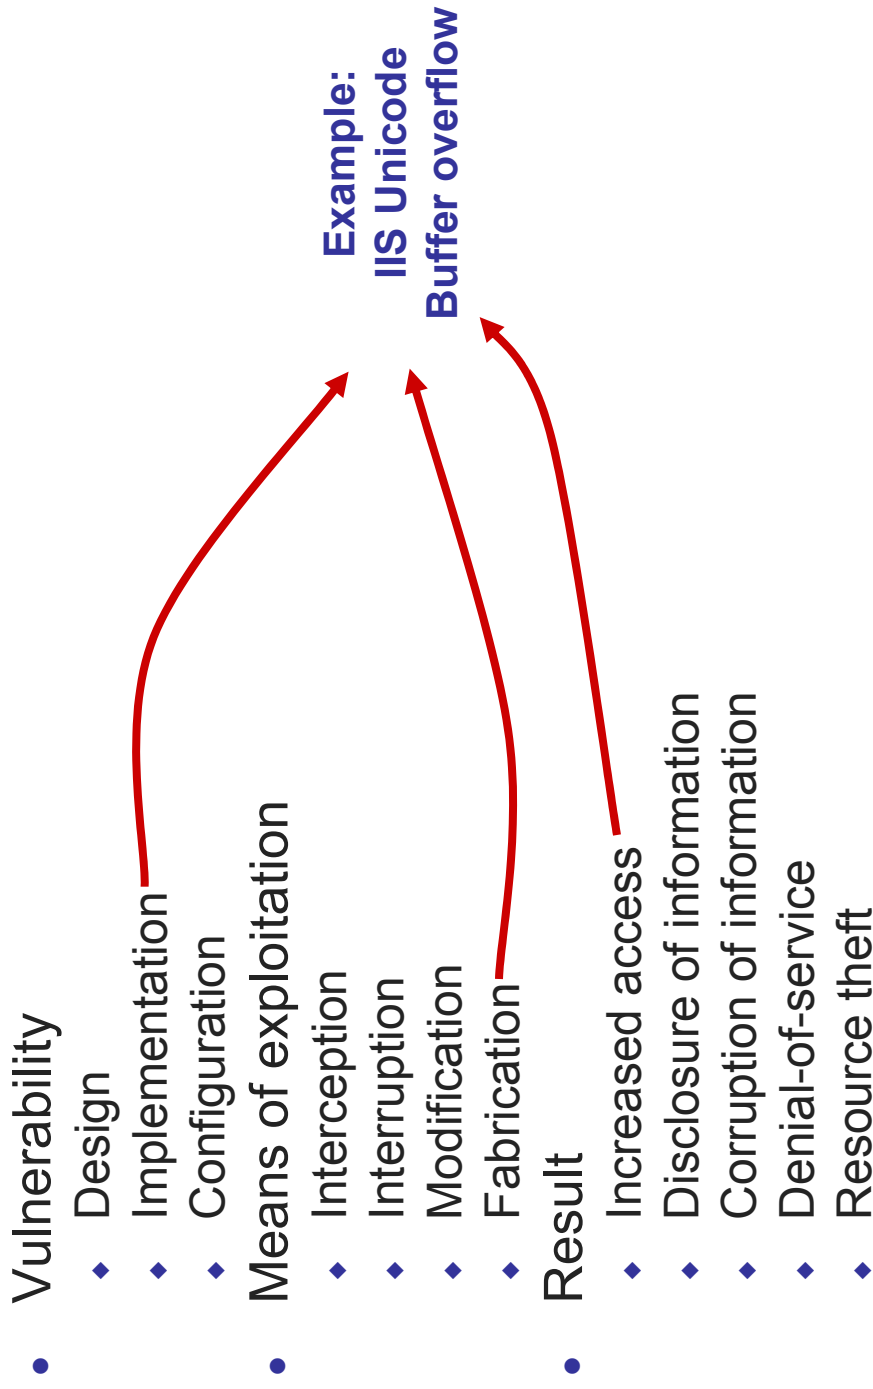 Vulnerability
Design
Implementation
Configuration
Means of exploitation
Interception
Interruption
Modification
Fabrication
Result
Increased access
Disclosure of information
Corruption of information
Denial-of-service
Resource theft
Example:
IIS Unicode
Buffer overflow